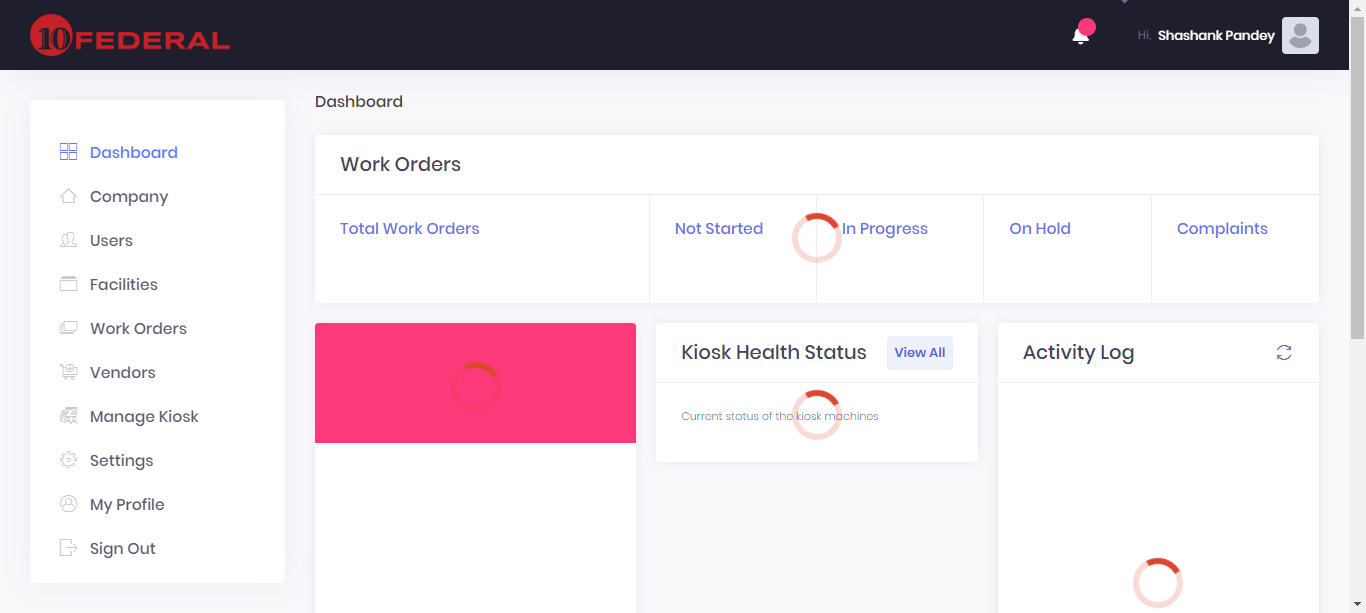 10 FEDERAL
Hi, Shashank Pandey
Dashboard
Company
Users
Facilities
Work Orders
Vendors
Manage Kiosk
Settings
My Profile
Sign Out
Dashboard
Work Orders
Total Work Orders
Not Started
In Progress
On Hold
Complaints
Kiosk Health Status
View All
Current status of the kiosk machines
Activity Log